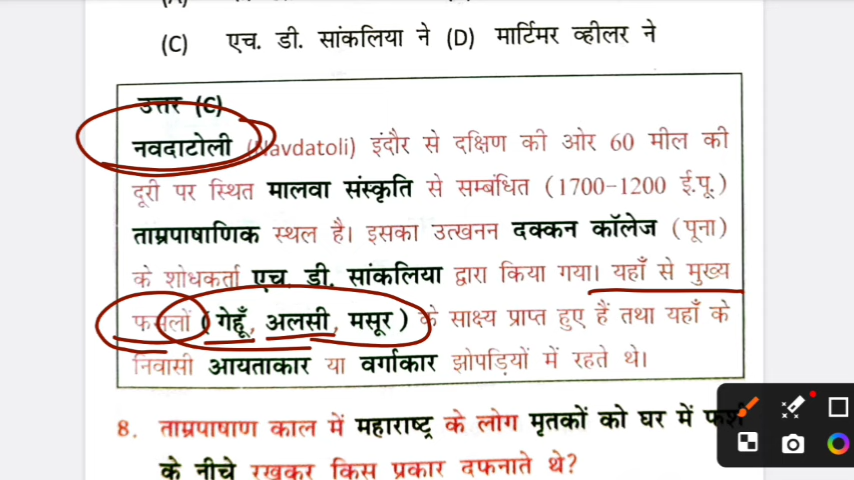 (C) एच. डी. सांकलिया ने (D) मार्टिमर व्हीलर ने
उत्तर (C)
नवदाटोली (Navdatoli) इंदौर से दक्षिण की ओर 60 मील की
दूरी पर स्थित मालवा संस्कृति से सम्बंधित (1700-1200 ई.पू.)
ताम्रपाषाणिक स्थल है। इसका उत्खनन दक्कन कॉलेज (पूना)
के शोधकर्ता एच. डी. सांकलिया द्वारा किया गया। यहाँ से मुख्य
फसलों (गेहूँ, अलसी, मसूर) के साक्ष्य प्राप्त हुए हैं तथा यहाँ के
निवासी आयताकार या वर्गाकार झोपड़ियों में रहते थे।
8. ताम्रपाषाण काल में महाराष्ट्र के लोग मृतकों को घर में फर्श
के नीचे रखकर किस प्रकार दफनाते थे?